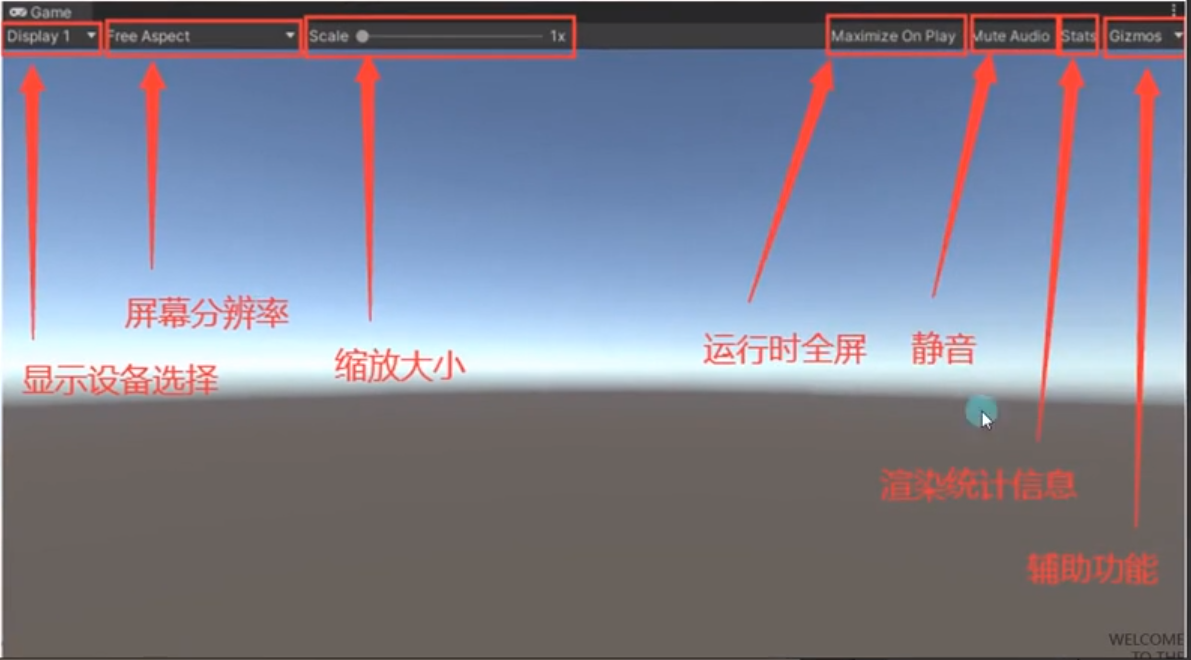 Game
Display 1
Free Aspect
Scale
1x
Maximize On Play
Mute Audio
Stats
Gizmos
屏幕分辨率
显示设备选择
缩放大小
运行时全屏
静音
渲染统计信息
辅助功能
WELCOME
TO THE